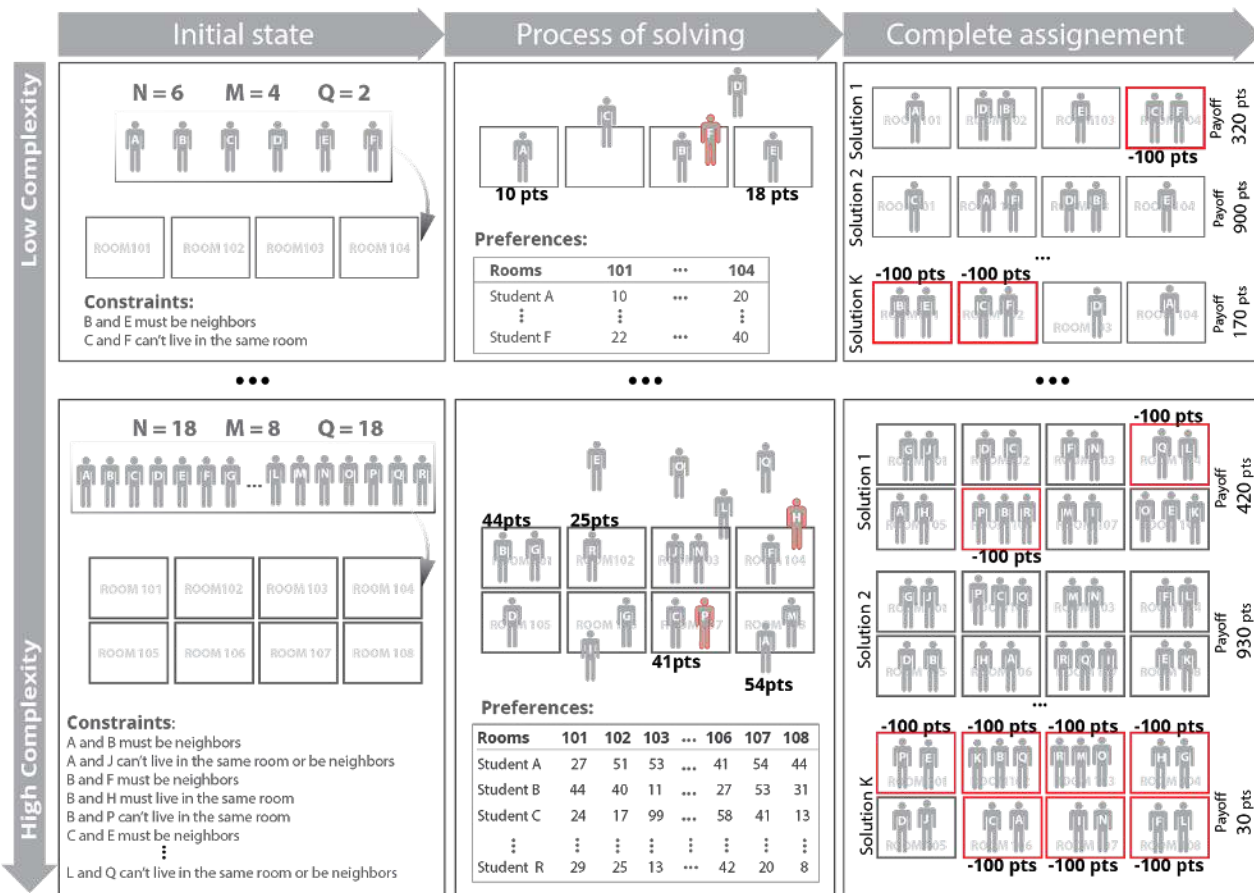 Initial state
Process of solving
Complete assignement
Low Complexity
N = 6 M = 4 Q = 2
A B C D E F
ROOM101 ROOM 102 ROOM103 ROOM 104
Constraints:
B and E must be neighbors
C and F can't live in the same room
D
C
A B F E
10 pts 18 pts
Preferences:
Rooms 101 ... 104
Student A 10 ... 20
Student F 22 ... 40
Solution 1
A D B E C F
-100 pts
Payoff
320 pts
Solution 2
C A F D B E
Payoff
900 pts
...
-100 pts -100 pts
Solution K
B E C F D A
Payoff
170 pts
High Complexity
N = 18 M = 8 Q = 18
A B C D E F G ... L M N O P Q R
ROOM 101 ROOM102 ROOM 103 ROOM 104
ROOM 105 ROOM 106 ROOM 107 ROOM 108
Constraints:
A and B must be neighbors
A and J can't live in the same room or be neighbors
B and F must be neighbors
B and H must live in the same room
B and P can't live in the same room
C and E must be neighbors
L and Q can't live in the same room or be neighbors
E O Q
L H
44pts 25pts
B G R J N F
D G C P A M
41pts
54pts
Preferences:
Rooms 101 102 103 ... 106 107 108
Student A 27 51 53 ... 41 54 44
Student B 44 40 11 ... 27 53 31
Student C 24 17 99 ... 58 41 13
Student R 29 25 13 ... 42 20 8
-100 pts
Solution 1
G J D C F N Q L
A H P B R M I O E K
-100 pts
Payoff
420 pts
Solution 2
G J P C O M N F L
D B H A R Q I E K
Payoff
930 pts
...
-100 pts -100 pts -100 pts -100 pts
Solution K
P E K B Q R M O H G
D J C A I N F L
-100 pts -100 pts -100 pts
Payoff
30 pts